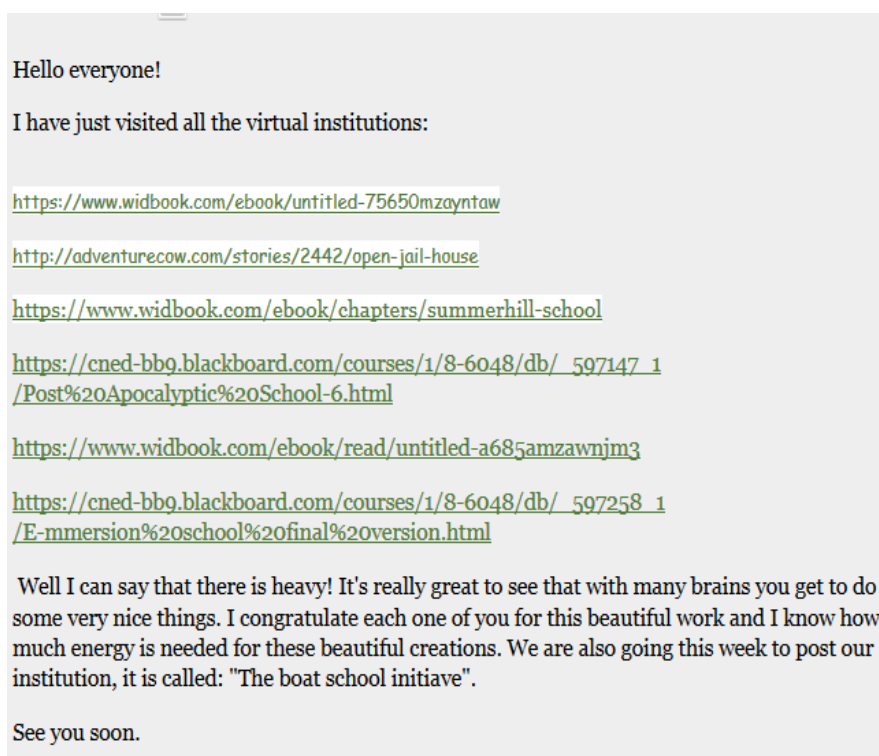 Hello everyone!
I have just visited all the virtual institutions:
https://www.widbook.com/ebook/untitled-75650mzayntaw
http://adventurecow.com/stories/2442/open-jail-house
https://www.widbook.com/ebook/chapters/summerhill-school
https://cned-bb9.blackboard.com/courses/1/8-6048/db/_597147_1
/Post%20Apocalyptic%20School-6.html
https://www.widbook.com/ebook/read/untitled-a685amzawnjm3
https://cned-bb9.blackboard.com/courses/1/8-6048/db/_597258_1
/E-mmersion%20school%20final%20version.html
Well I can say that there is heavy! It's really great to see that with many brains you get to do
some very nice things. I congratulate each one of you for this beautiful work and I know how
much energy is needed for these beautiful creations. We are also going this week to post our
institution, it is called: "The boat school initiave".
See you soon.